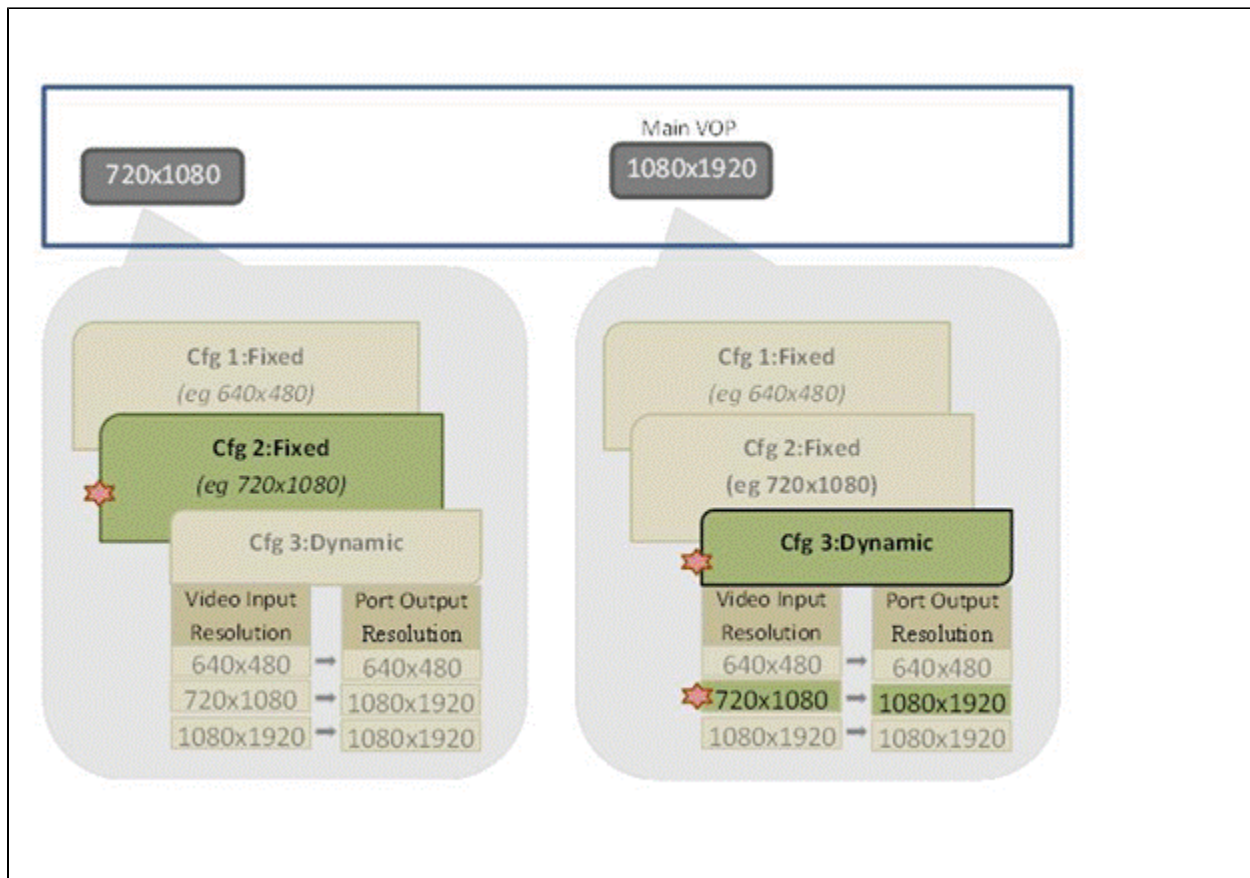 Main VOP
720x1080
1080x1920
Cfg 1:Fixed
(eg 640x480)
Cfg 2:Fixed
(eg 720x1080)
Cfg 3:Dynamic
Video Input
Resolution
Port Output
Resolution
640x480
640x480
720x1080
1080x1920
1080x1920
1080x1920
Cfg 1:Fixed
(eg 640x480)
Cfg 2:Fixed
(eg 720x1080)
Cfg 3:Dynamic
Video Input
Resolution
Port Output
Resolution
640x480
640x480
720x1080
1080x1920
1080x1920
1080x1920